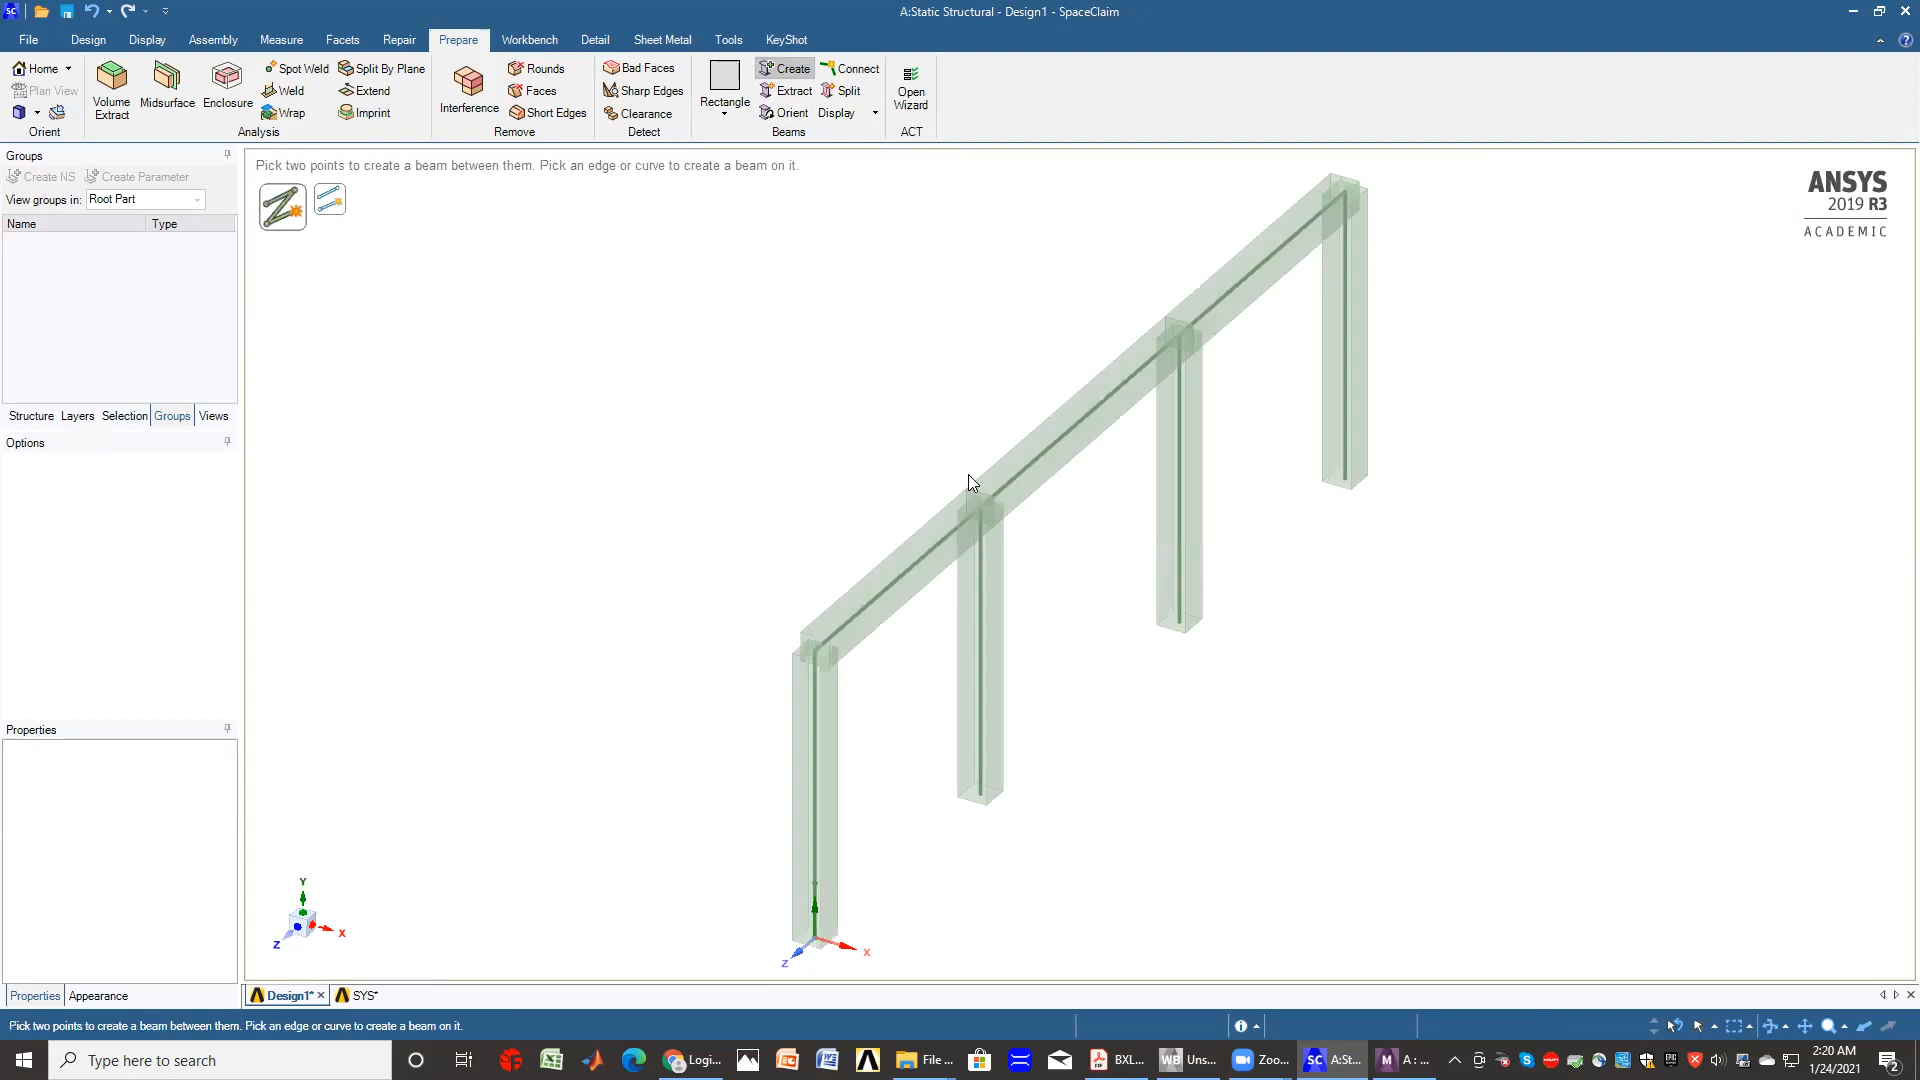 A:Static Structural - Design1 - SpaceClaim
File Design Display Assembly Measure Facets Repair Prepare Workbench Detail Sheet Metal Tools KeyShot
Home
Plan View
Orient
Volume Extract
Midsurface
Enclosure
Spot Weld
Weld
Wrap
Split By Plane
Extend
Imprint
Analysis
Interference
Rounds
Faces
Short Edges
Remove
Bad Faces
Sharp Edges
Clearance
Detect
Rectangle
Create
Extract
Orient
Connect
Split
Display
Beams
Open Wizard
ACT
Groups
Create NS Create Parameter
View groups in: Root Part
Name Type
Structure Layers Selection Groups Views
Options
Properties
Properties Appearance
Pick two points to create a beam between them. Pick an edge or curve to create a beam on it.
ANSYS
2019 R3
ACADEMIC
Y
X
Z
X
Z
Design1* SYS*
Pick two points to create a beam between them. Pick an edge or curve to create a beam on it.
Type here to search
Logi...
File ...
BXL...
Uns...
Zoo...
A:St...
A : ...
2:20 AM
1/24/2021
2